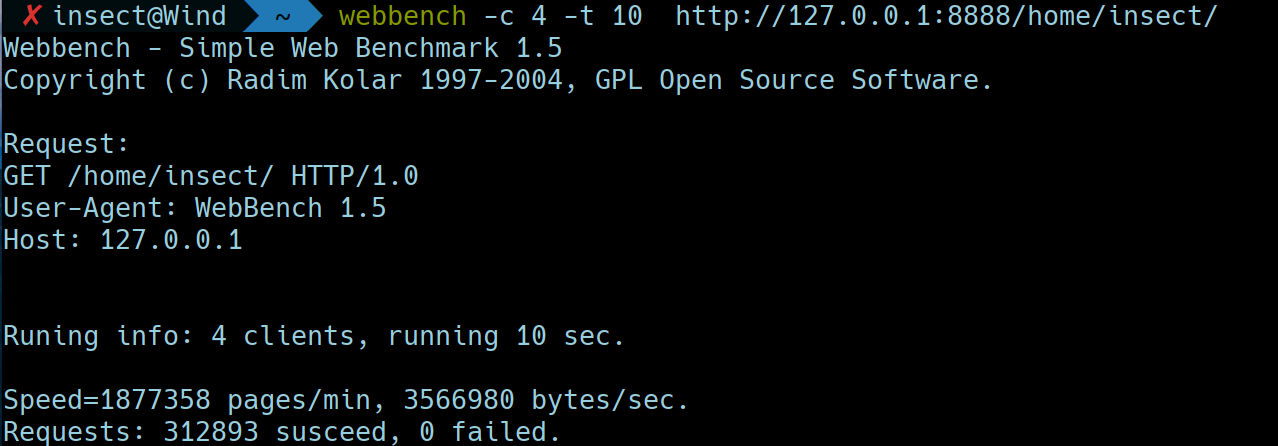 ✗ insect@Wind ~ webbench -c 4 -t 10  http://127.0.0.1:8888/home/insect/
Webbench - Simple Web Benchmark 1.5
Copyright (c) Radim Kolar 1997-2004, GPL Open Source Software.
Request:
GET /home/insect/ HTTP/1.0
User-Agent: WebBench 1.5
Host: 127.0.0.1
Runing info: 4 clients, running 10 sec.
Speed=1877358 pages/min, 3566980 bytes/sec.
Requests: 312893 susceed, 0 failed.